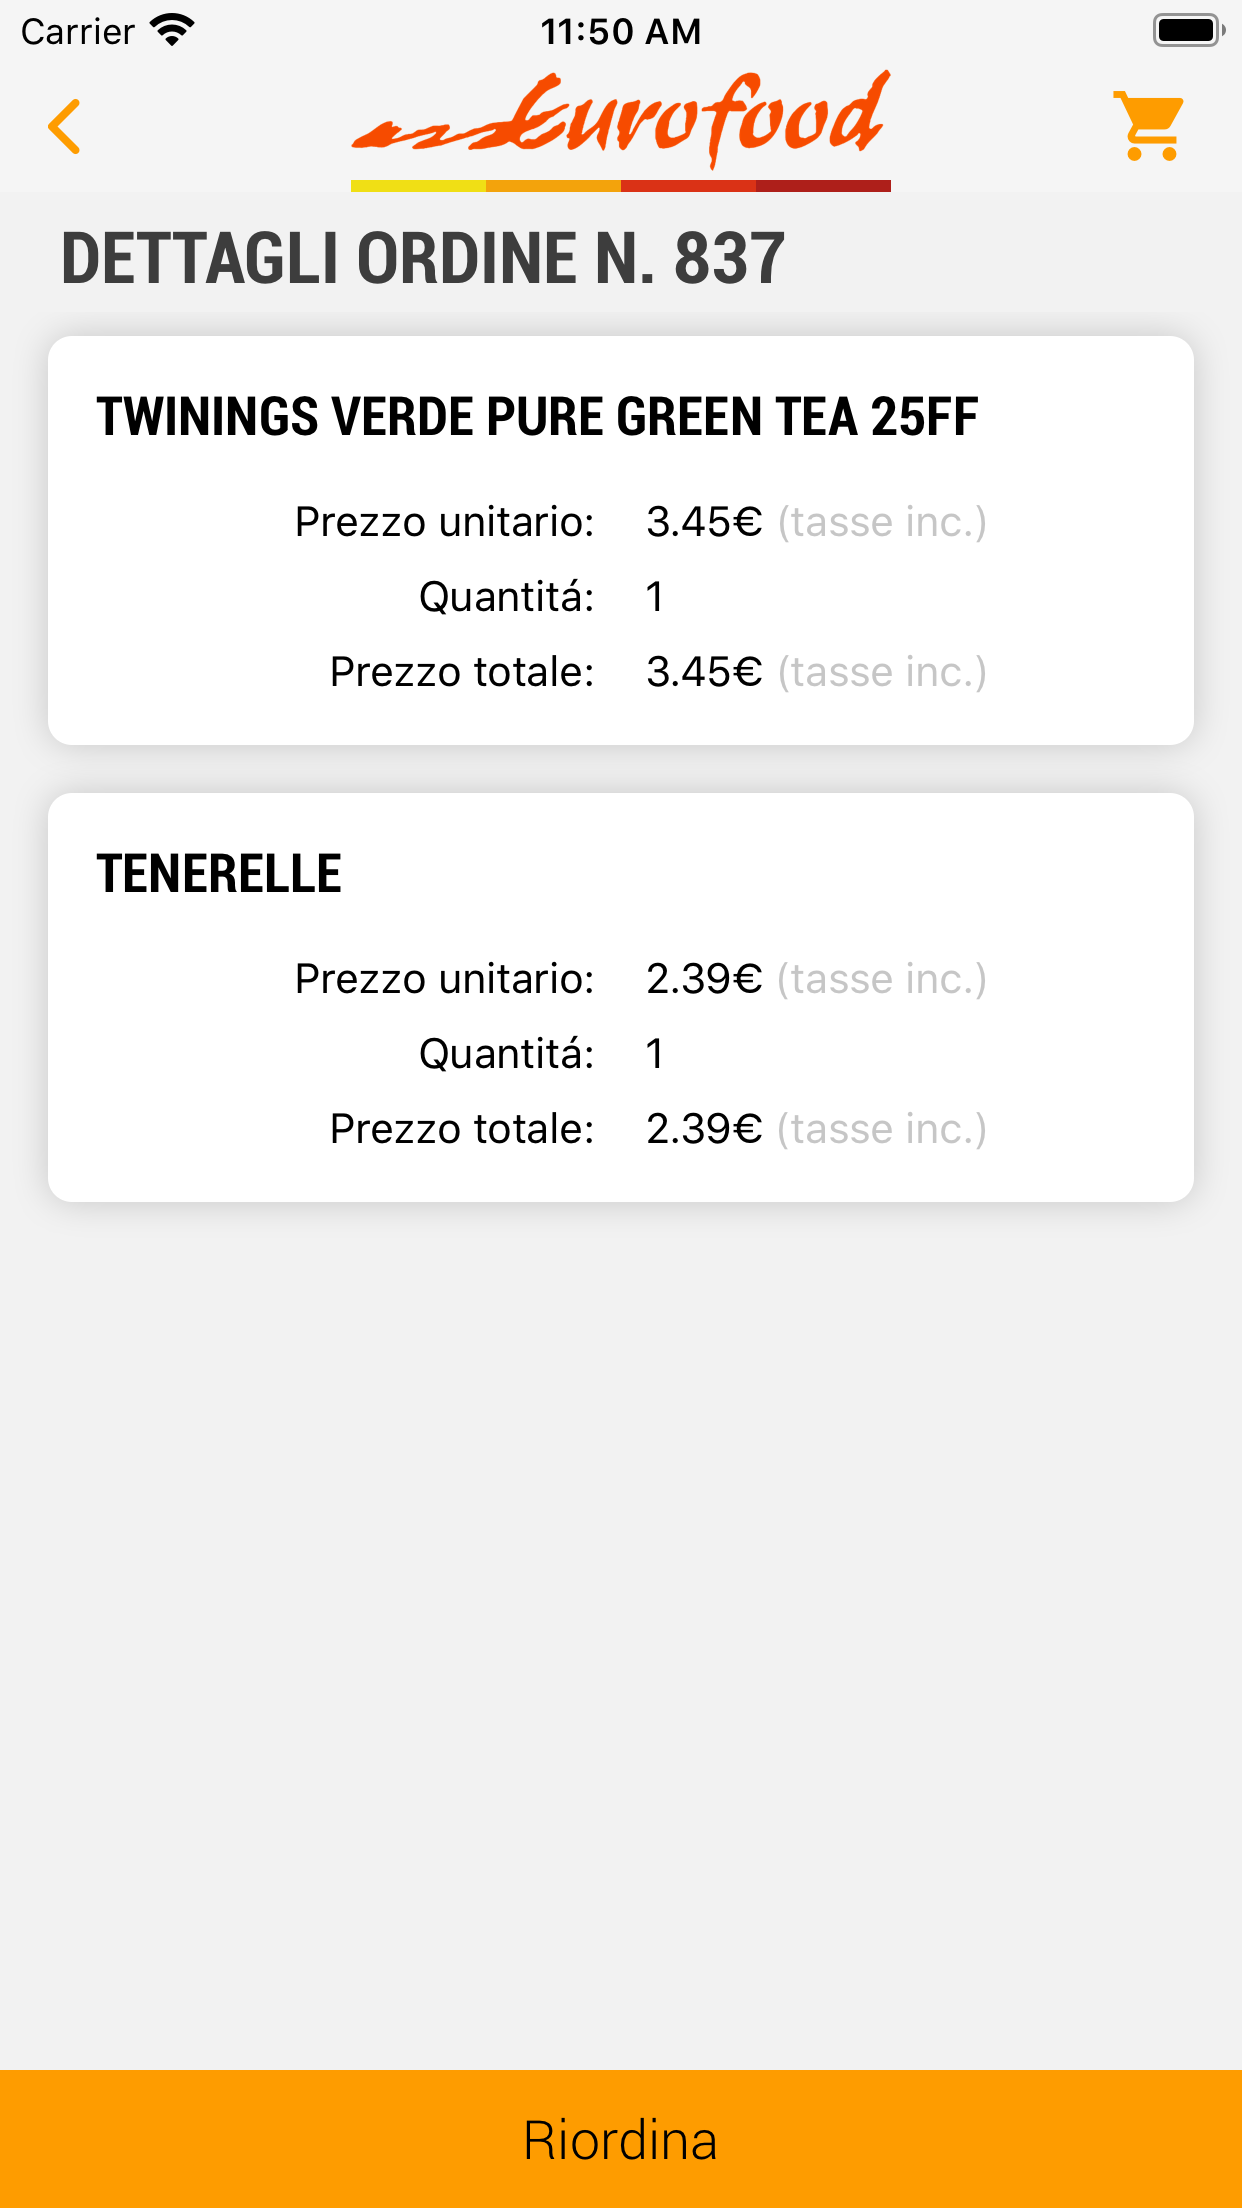 Carrier 11:50 AM
Eurofood
DETTAGLI ORDINE N. 837
TWININGS VERDE PURE GREEN TEA 25FF
Prezzo unitario: 3.45€ (tasse inc.)
Quantitá: 1
Prezzo totale: 3.45€ (tasse inc.)
TENERELLE
Prezzo unitario: 2.39€ (tasse inc.)
Quantitá: 1
Prezzo totale: 2.39€ (tasse inc.)
Riordina